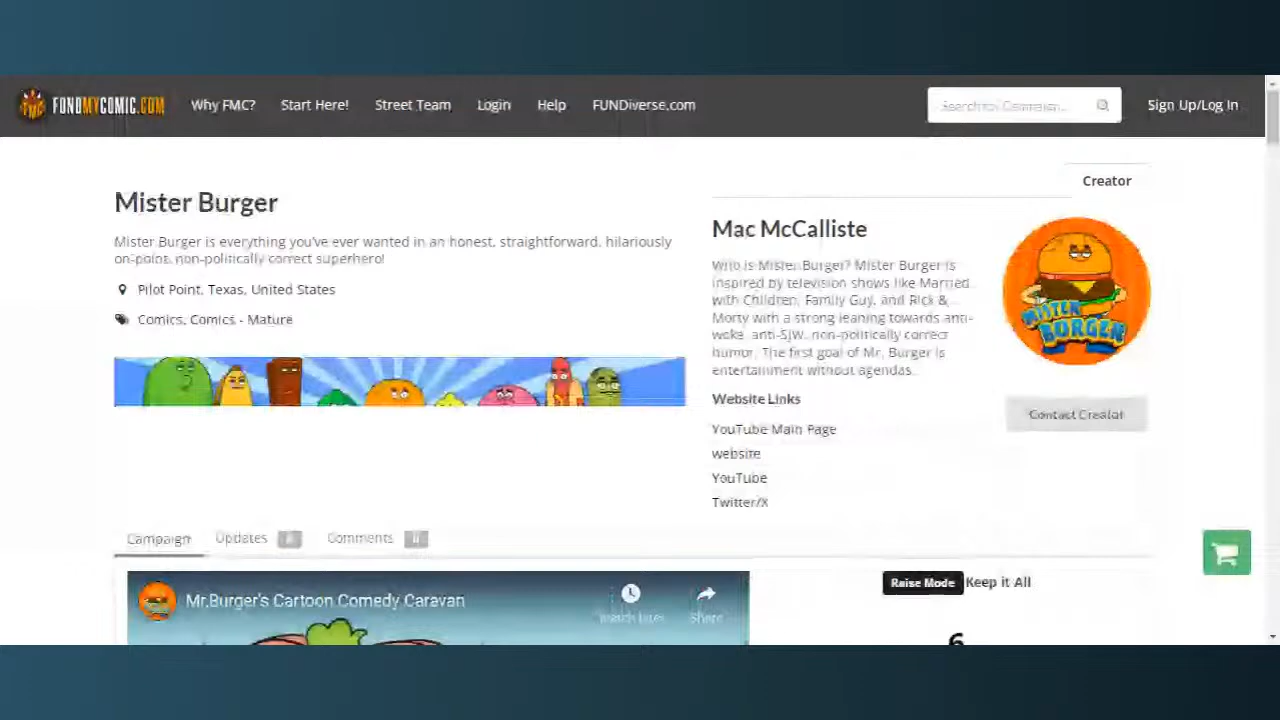 FUNDMYCOMIC.COM Why FMC? Start Here! Street Team Login Help FUNDiverse.com Search for Campaign... Sign Up/Log In
Creator
Mister Burger
Mister Burger is everything you've ever wanted in an honest, straightforward, hilariously
on-point, non-politically correct superhero!
Pilot Point, Texas, United States
Comics, Comics - Mature
Mac McCalliste
Who is Mister Burger? Mister Burger is
inspired by television shows like Married
with Children, Family Guy, and Rick &
Morty with a strong leaning towards anti-
woke, anti-SJW, non-politically correct
humor. The first goal of Mr. Burger is
entertainment without agendas.
MISTER
BURGER
Contact Creator
Website Links
YouTube Main Page
website
YouTube
Twitter/X
Campaign Updates Comments
Mr.Burger's Cartoon Comedy Caravan
Watch later Share
Raise Mode Keep it All
6